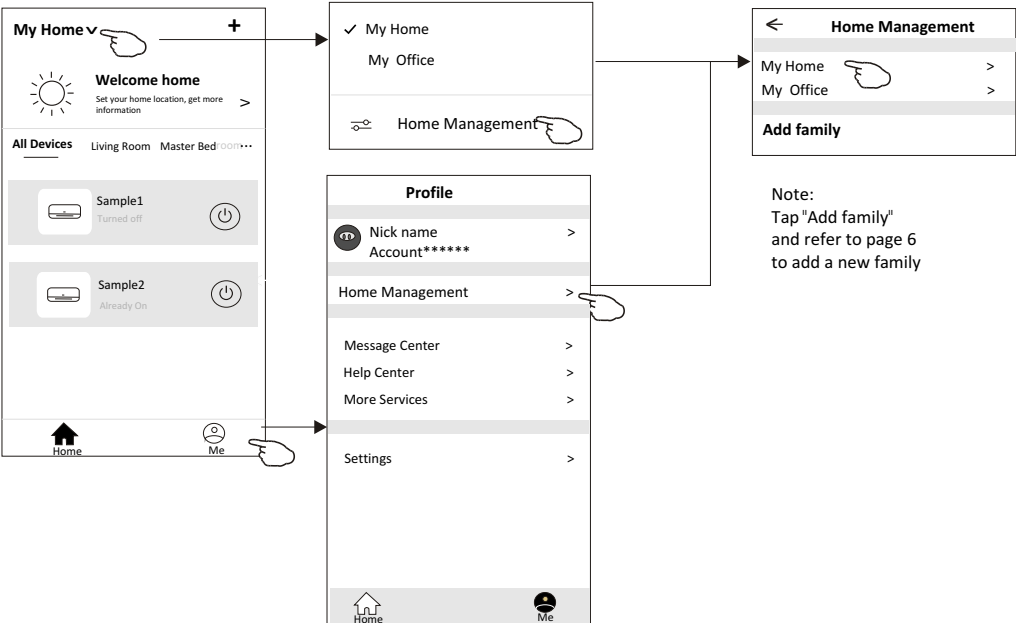 My Home
+
Welcome home
Set your home location, get more
information
>
All Devices Living Room Master Bedroom...
Sample1
Turned off
Sample2
Already On
Home
Me
✓ My Home
My Office
Home Management
Profile
Nick name >
Account******
Home Management >
Message Center >
Help Center >
More Services >
Settings >
Home
Me
Home Management
My Home >
My Office >
Add family
Note:
Tap "Add family"
and refer to page 6
to add a new family